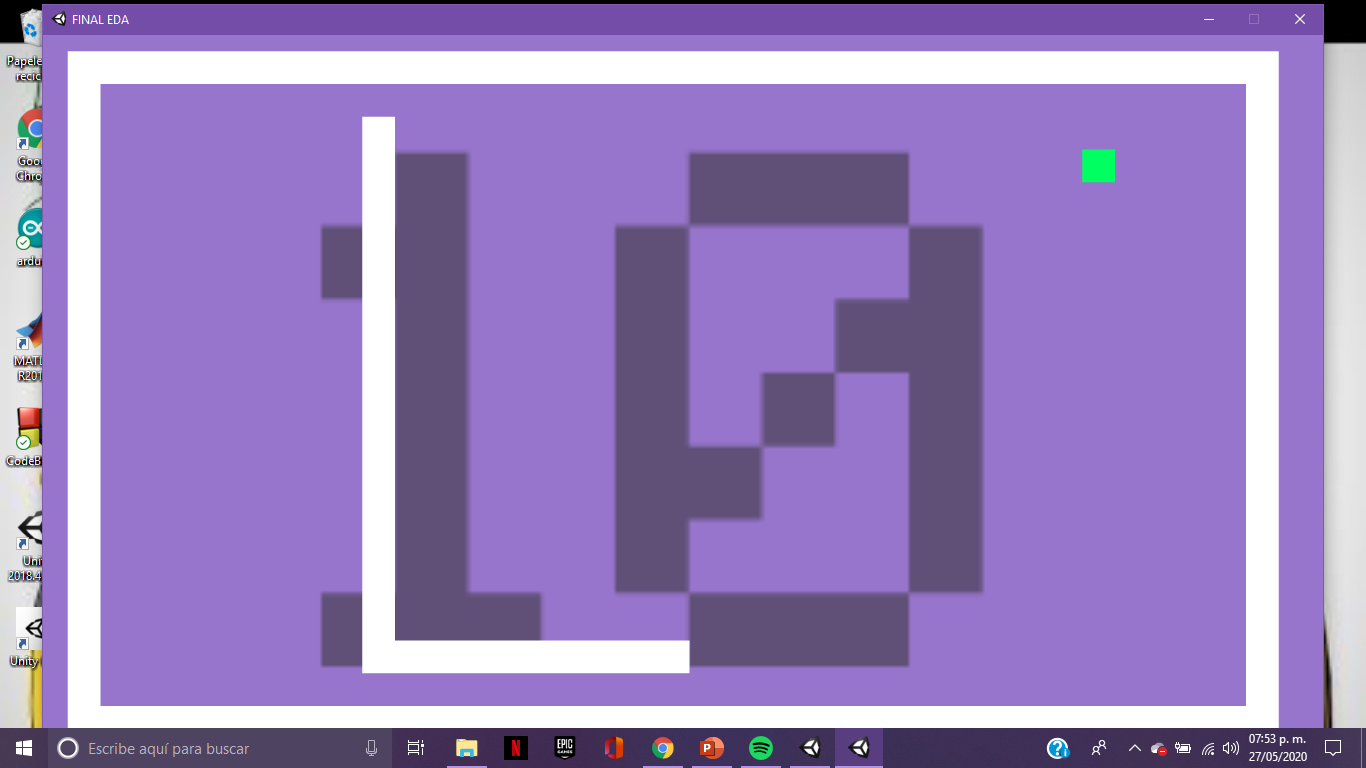 FINAL EDA
Papele
recic
10
Goo
Chro
ardu
MATL
R201
CodeB
Uni
2018.4
Unity
Escribe aquí para buscar
N
EPIC
GAMES
P
07:53 p. m.
27/05/2020